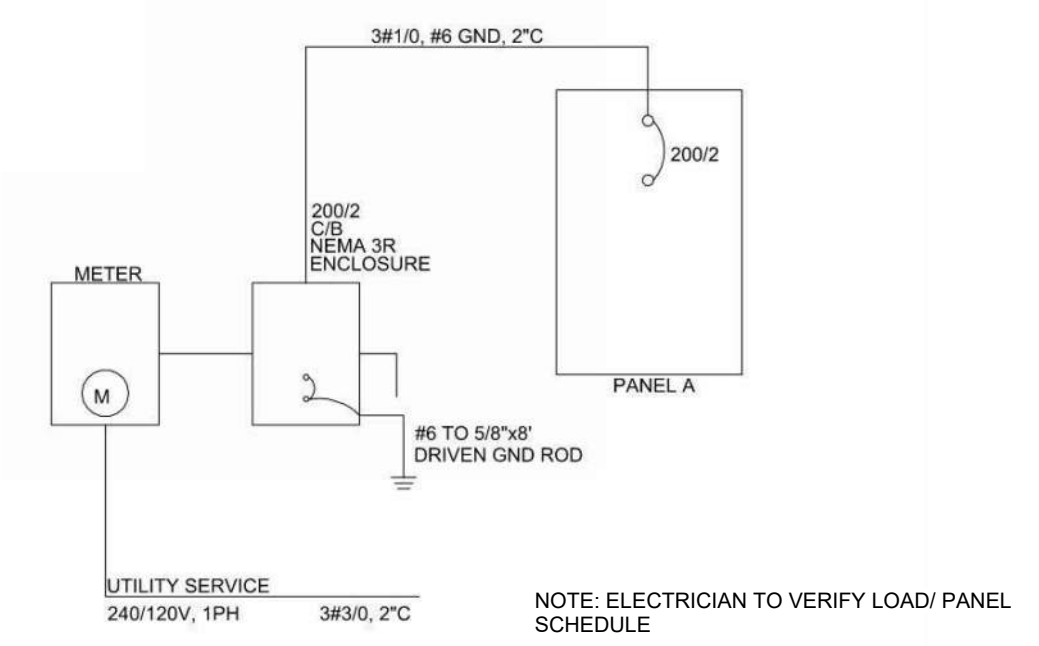 3#1/0, #6 GND, 2"C
200/2
200/2
C/B
NEMA 3R
ENCLOSURE
METER
M
PANEL A
#6 TO 5/8"x8'
DRIVEN GND ROD
UTILITY SERVICE
240/120V, 1PH 3#3/0, 2"C
NOTE: ELECTRICIAN TO VERIFY LOAD/ PANEL
SCHEDULE